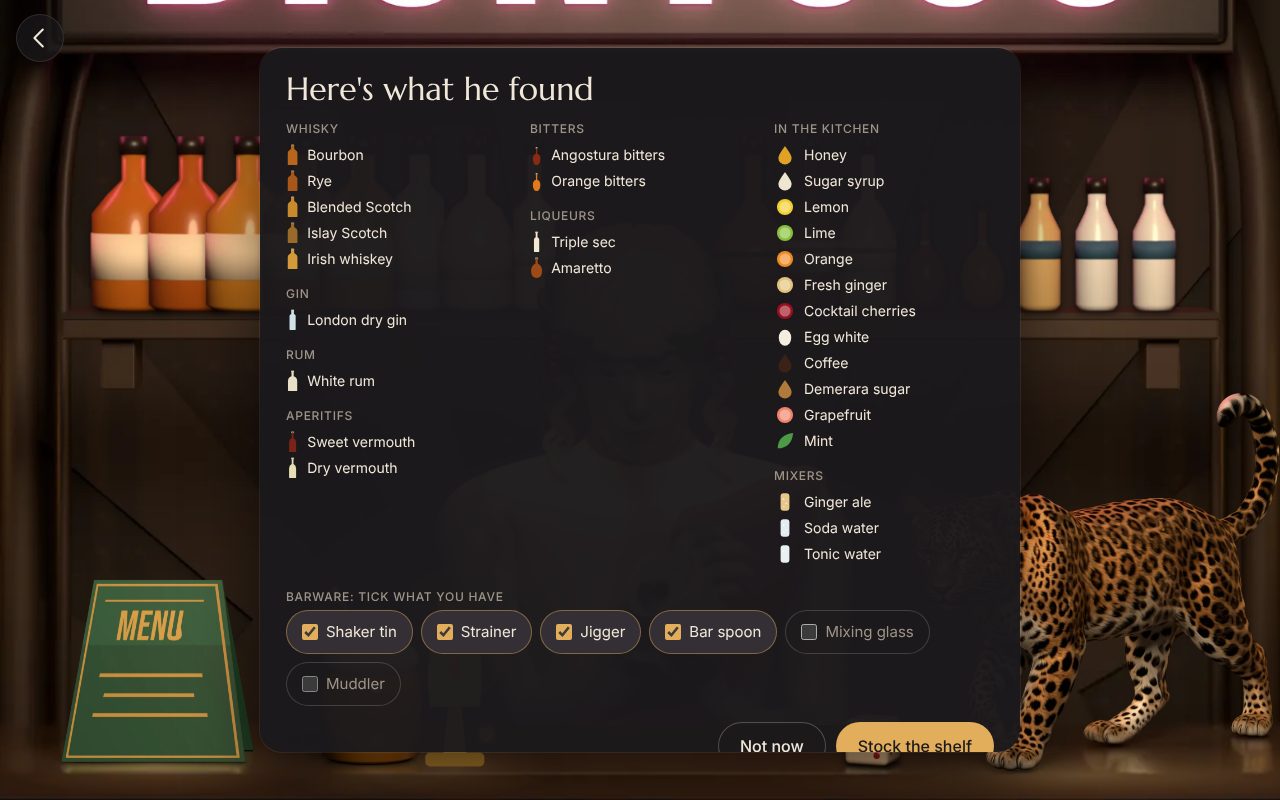 Here's what he found
WHISKY
Bourbon
Rye
Blended Scotch
Islay Scotch
Irish whiskey
GIN
London dry gin
RUM
White rum
APERITIFS
Sweet vermouth
Dry vermouth
BITTERS
Angostura bitters
Orange bitters
LIQUEURS
Triple sec
Amaretto
IN THE KITCHEN
Honey
Sugar syrup
Lemon
Lime
Orange
Fresh ginger
Cocktail cherries
Egg white
Coffee
Demerara sugar
Grapefruit
Mint
MIXERS
Ginger ale
Soda water
Tonic water
BARWARE: TICK WHAT YOU HAVE
Shaker tin
Strainer
Jigger
Bar spoon
Mixing glass
Muddler
Not now
Stock the shelf
MENU